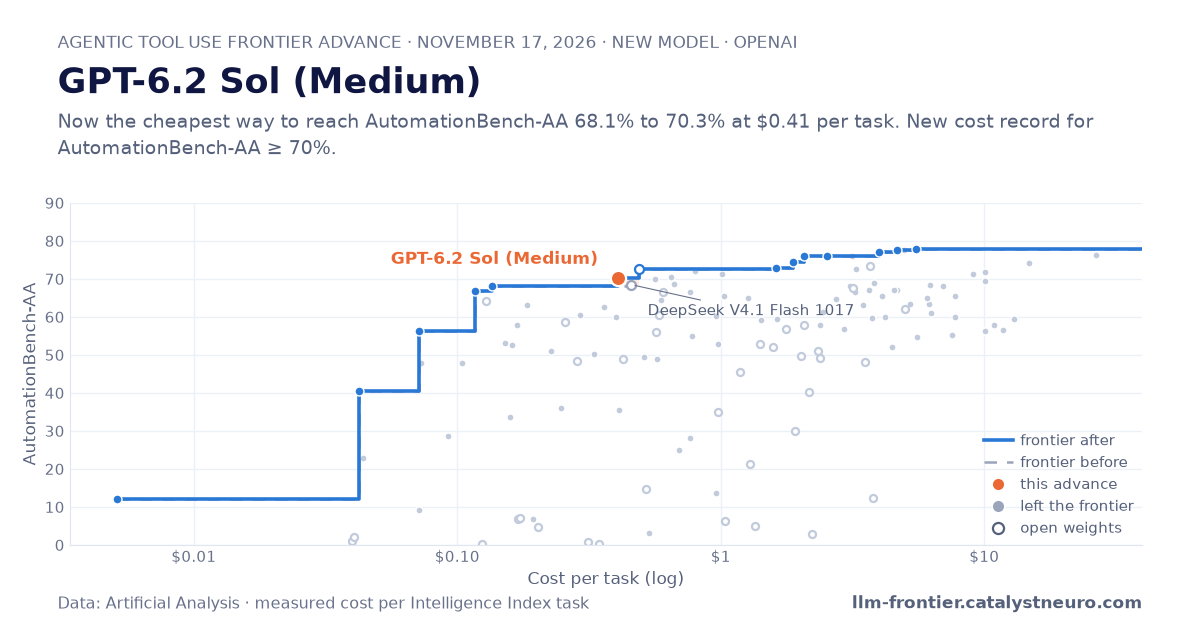 AGENTIC TOOL USE FRONTIER ADVANCE · NOVEMBER 17, 2026 · NEW MODEL · OPENAI
GPT-6.2 Sol (Medium)
Now the cheapest way to reach AutomationBench-AA 68.1% to 70.3% at $0.41 per task. New cost record for
AutomationBench-AA ≥ 70%.
AutomationBench-AA
90
80
70
60
50
40
30
20
10
0
GPT-6.2 Sol (Medium)
DeepSeek V4.1 Flash 1017
frontier after
frontier before
this advance
left the frontier
open weights
$0.01
$0.10
$1
$10
Cost per task (log)
Data: Artificial Analysis · measured cost per Intelligence Index task
llm-frontier.catalystneuro.com